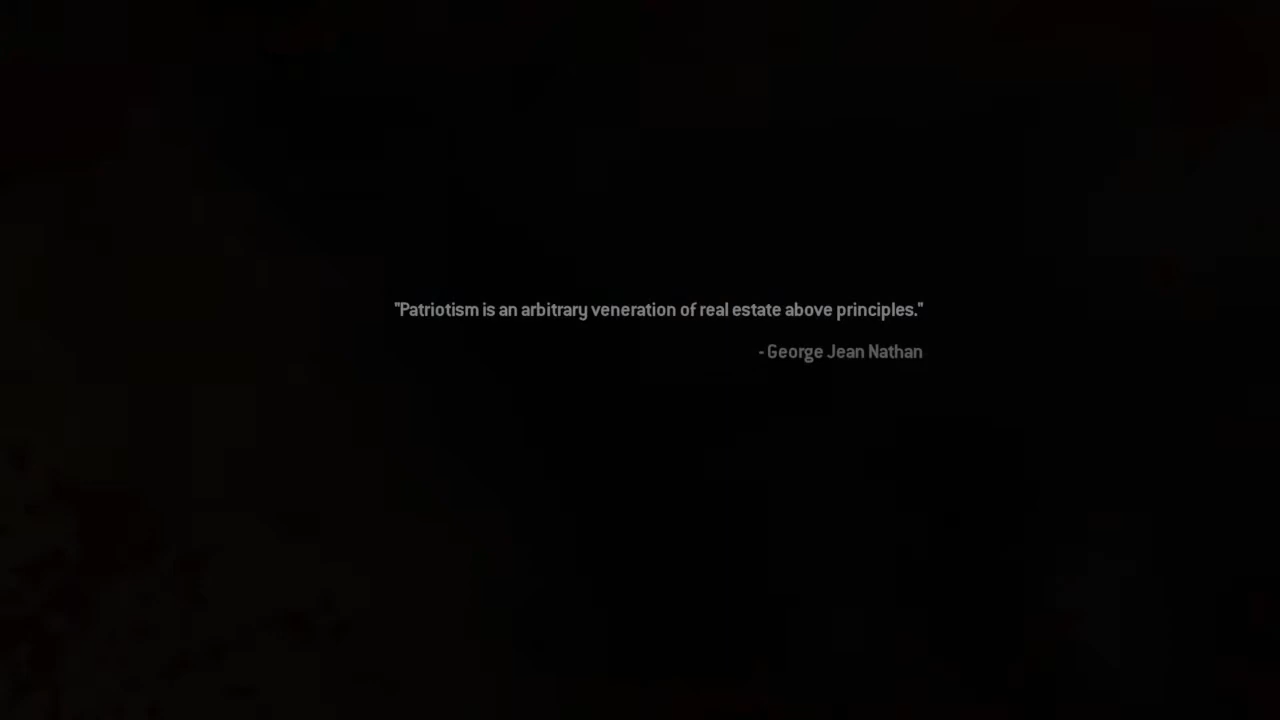 "Patriotism is an arbitrary veneration of real estate above principles."
- George Jean Nathan